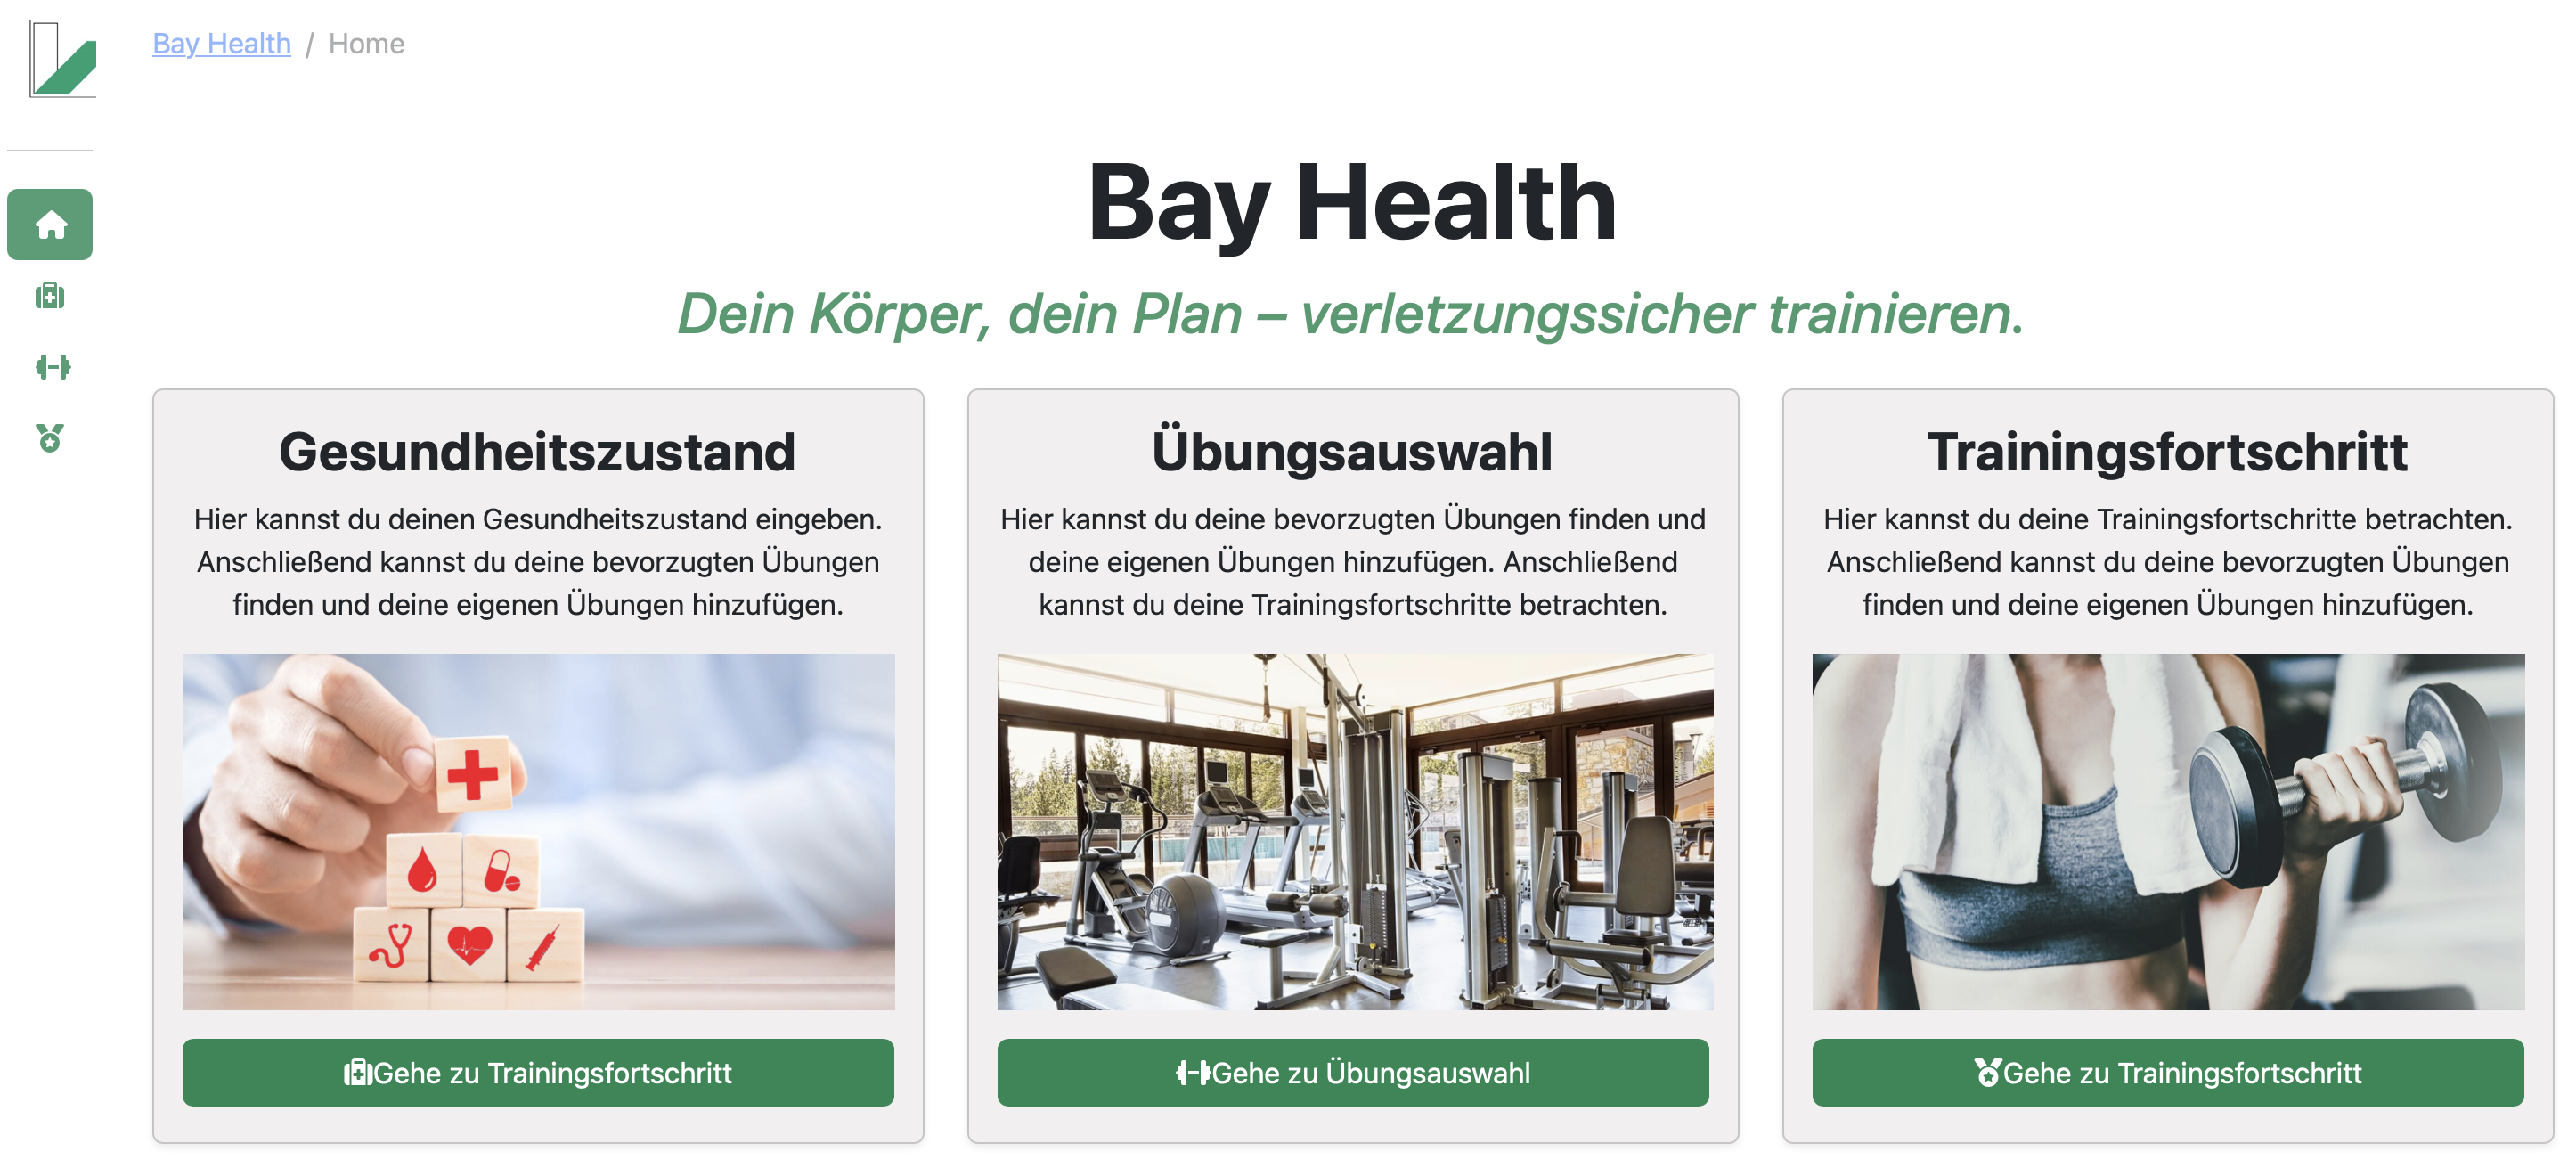 Bay Health / Home
Bay Health
Dein Körper, dein Plan – verletzungssicher trainieren.
Gesundheitszustand
Hier kannst du deinen Gesundheitszustand eingeben.
Anschließend kannst du deine bevorzugten Übungen
finden und deine eigenen Übungen hinzufügen.
Gehe zu Trainingsfortschritt
Übungsauswahl
Hier kannst du deine bevorzugten Übungen finden und
deine eigenen Übungen hinzufügen. Anschließend
kannst du deine Trainingsfortschritte betrachten.
Gehe zu Übungsauswahl
Trainingsfortschritt
Hier kannst du deine Trainingsfortschritte betrachten.
Anschließend kannst du deine bevorzugten Übungen
finden und deine eigenen Übungen hinzufügen.
Gehe zu Trainingsfortschritt